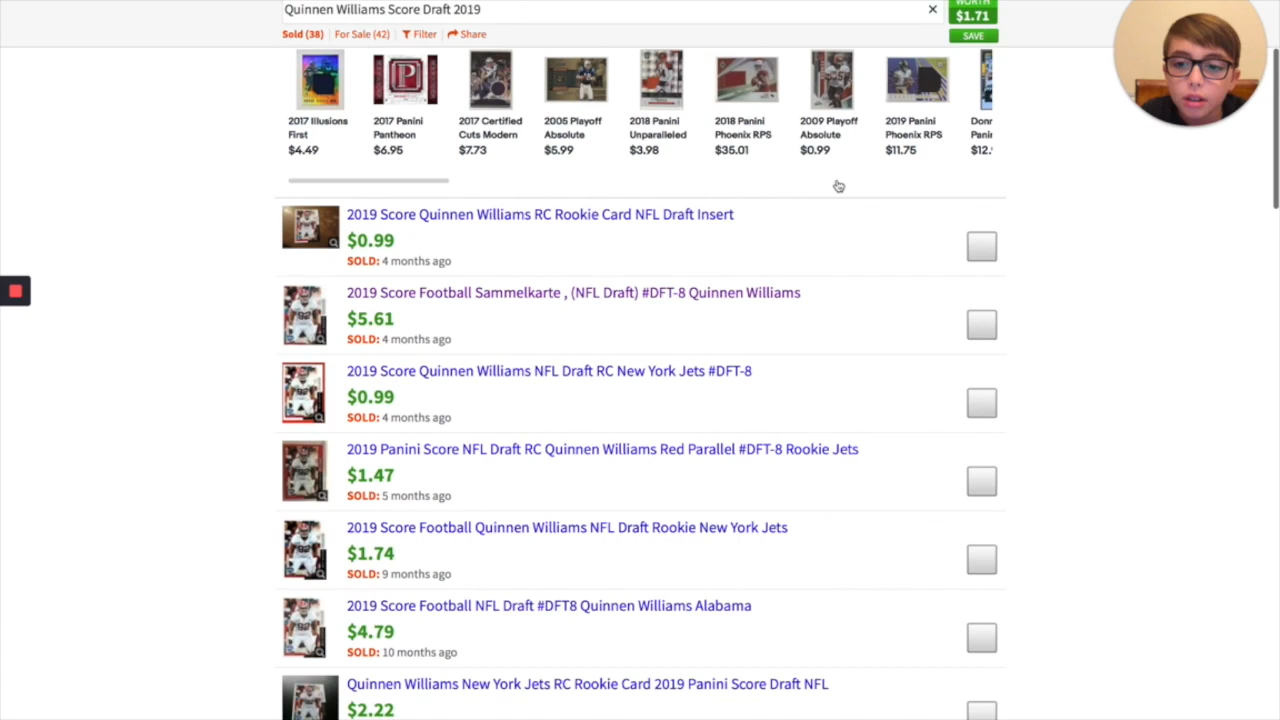 Quinnen Williams Score Draft 2019
×
WORTH
$1.71
Sold (38)
For Sale (42)
Filter
Share
SAVE
2017 Illusions First $4.49
2017 Panini Pantheon $6.95
2017 Certified Cuts Modern $7.73
2005 Playoff Absolute $5.99
2018 Panini Unparalleled $3.98
2018 Panini Phoenix RPS $35.01
2009 Playoff Absolute $0.99
2019 Panini Phoenix RPS $11.75
Donr Panin $12.
2019 Score Quinnen Williams RC Rookie Card NFL Draft Insert
$0.99
SOLD: 4 months ago
2019 Score Football Sammelkarte , (NFL Draft) #DFT-8 Quinnen Williams
$5.61
SOLD: 4 months ago
2019 Score Quinnen Williams NFL Draft RC New York Jets #DFT-8
$0.99
SOLD: 4 months ago
2019 Panini Score NFL Draft RC Quinnen Williams Red Parallel #DFT-8 Rookie Jets
$1.47
SOLD: 5 months ago
2019 Score Football Quinnen Williams NFL Draft Rookie New York Jets
$1.74
SOLD: 9 months ago
2019 Score Football NFL Draft #DFT8 Quinnen Williams Alabama
$4.79
SOLD: 10 months ago
Quinnen Williams New York Jets RC Rookie Card 2019 Panini Score Draft NFL
$2.22